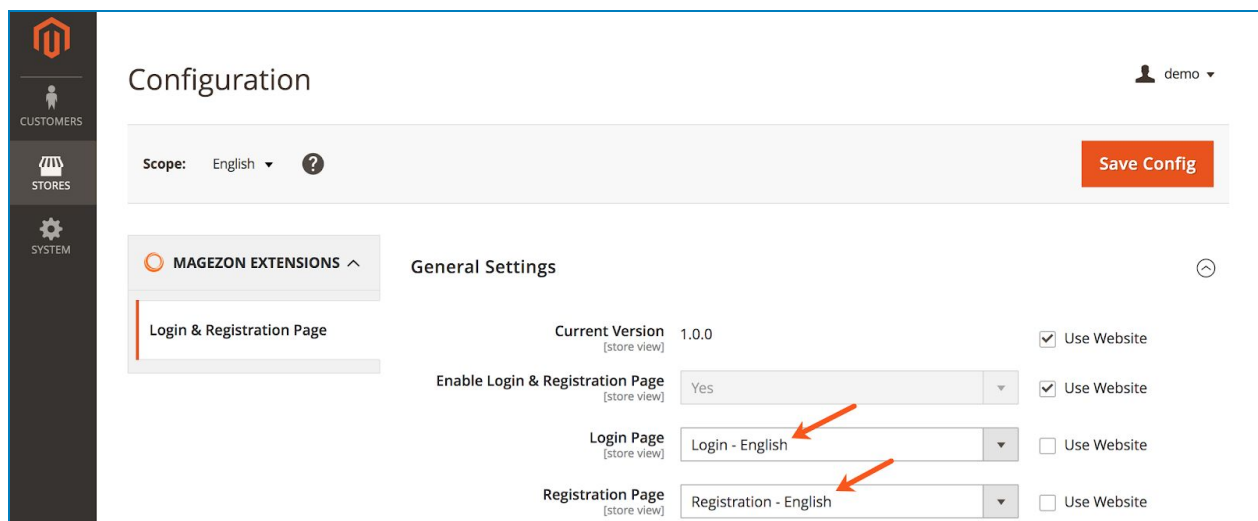 Configuration
demo
CUSTOMERS
Scope: English ?
Save Config
STORES
SYSTEM
MAGEZON EXTENSIONS
General Settings
Login & Registration Page
Current Version 1.0.0 Use Website
[store view]
Enable Login & Registration Page Yes Use Website
[store view]
Login Page Login - English Use Website
[store view]
Registration Page Registration - English Use Website
[store view]